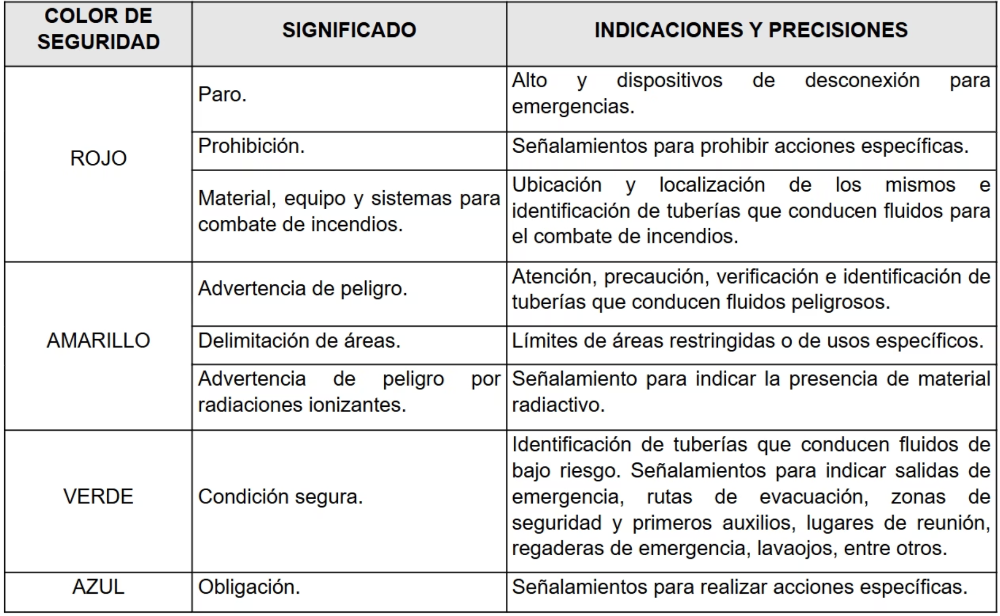 COLOR DE
SEGURIDAD
SIGNIFICADO
INDICACIONES Y PRECISIONES
ROJO
Paro.
Alto y dispositivos de desconexión para
emergencias.
Prohibición.
Señalamientos para prohibir acciones específicas.
Material, equipo y sistemas para
combate de incendios.
Ubicación y localización de los mismos e
identificación de tuberías que conducen fluidos para
el combate de incendios.
AMARILLO
Advertencia de peligro.
Atención, precaución, verificación e identificación de
tuberías que conducen fluidos peligrosos.
Delimitación de áreas.
Límites de áreas restringidas o de usos específicos.
Advertencia de peligro por
radiaciones ionizantes.
Señalamiento para indicar la presencia de material
radiactivo.
VERDE
Condición segura.
Identificación de tuberías que conducen fluidos de
bajo riesgo. Señalamientos para indicar salidas de
emergencia, rutas de evacuación, zonas de
seguridad y primeros auxilios, lugares de reunión,
regaderas de emergencia, lavaojos, entre otros.
AZUL
Obligación.
Señalamientos para realizar acciones específicas.